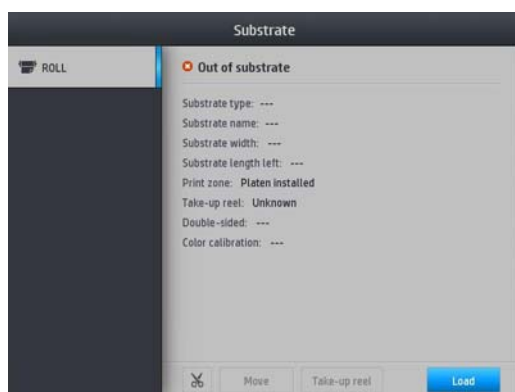 Substrate
ROLL
Out of substrate
Substrate type: ---
Substrate name: ---
Substrate width: ---
Substrate length left: ---
Print zone: Platen installed
Take-up reel: Unknown
Double-sided: ---
Color calibration: ---
Move
Take-up reel
Load